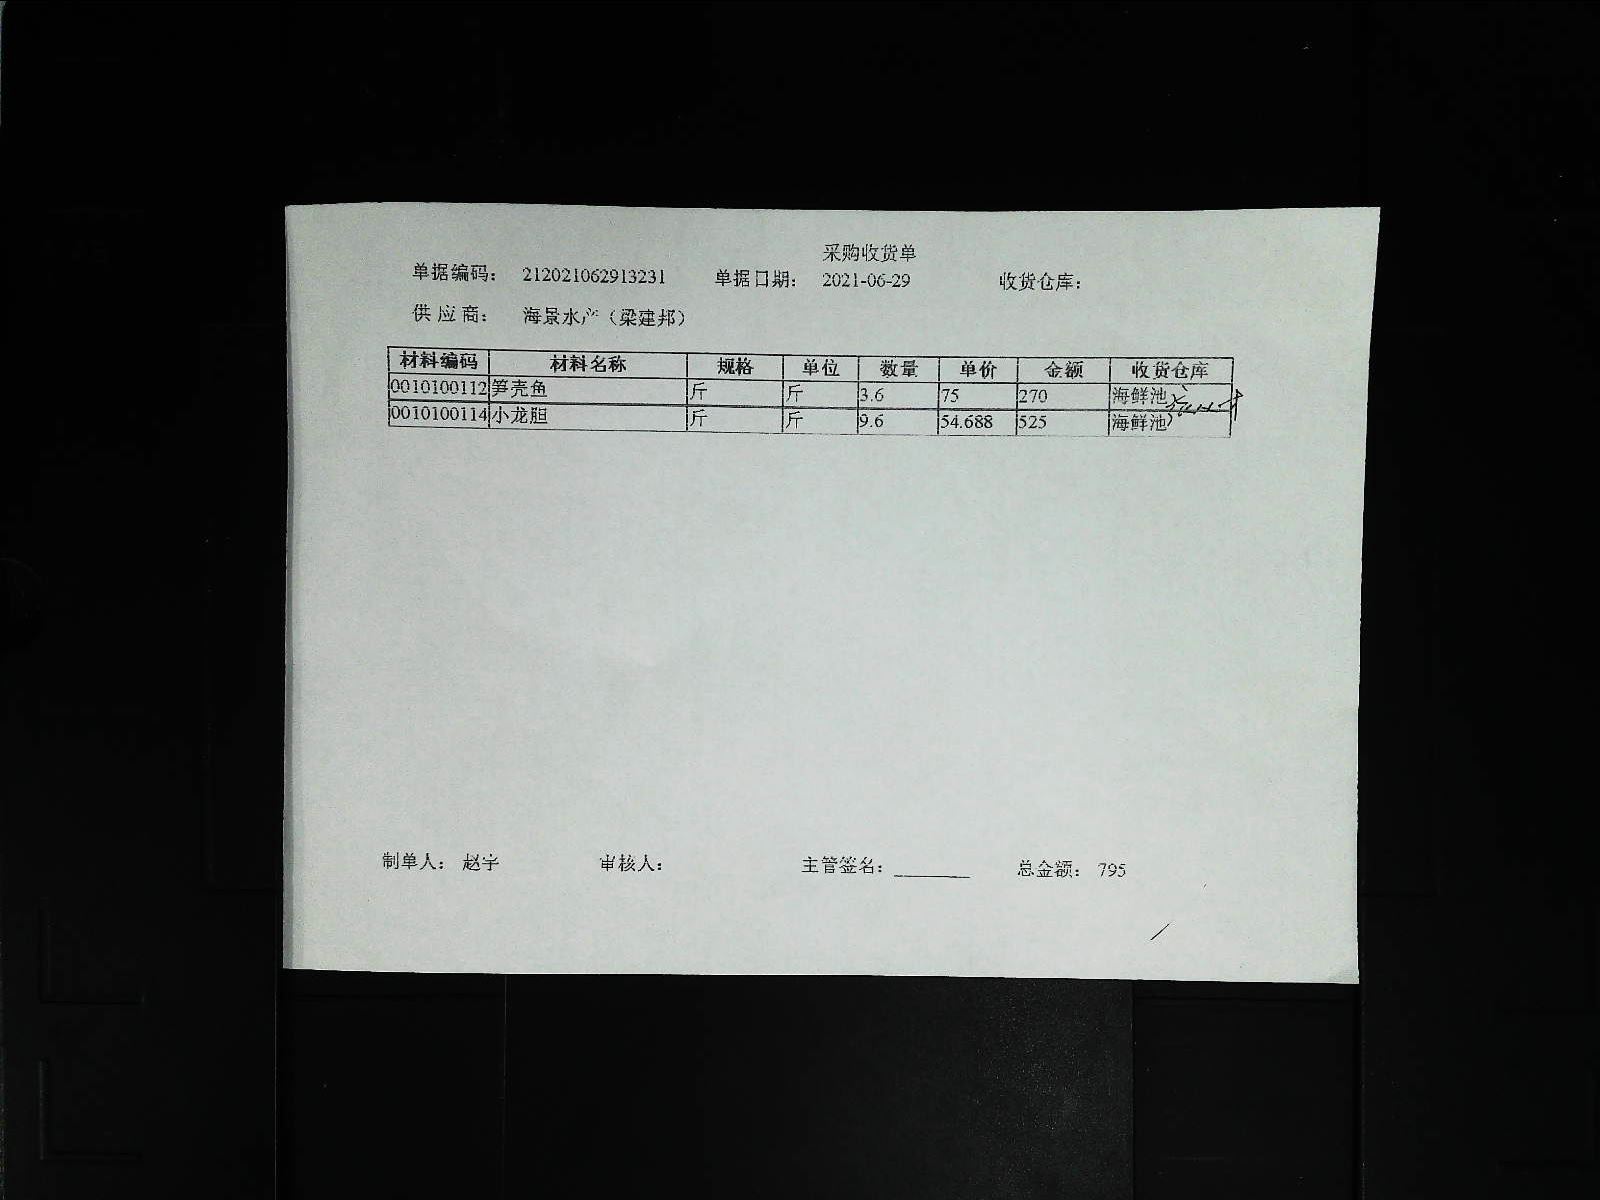 采购收货单
单据编码： 212021062913231 单据日期： 2021-06-29 收货仓库：
供 应 商： 海景水产（梁建邦）
材料编码 材料名称 规格 单位 数量 单价 金额 收货仓库
0010100112 笋壳鱼 斤 斤 3.6 75 270 海鲜池
0010100114 小龙胆 斤 斤 9.6 54.688 525 海鲜池
制单人： 赵宇 审核人： 主管签名： 总金额： 795